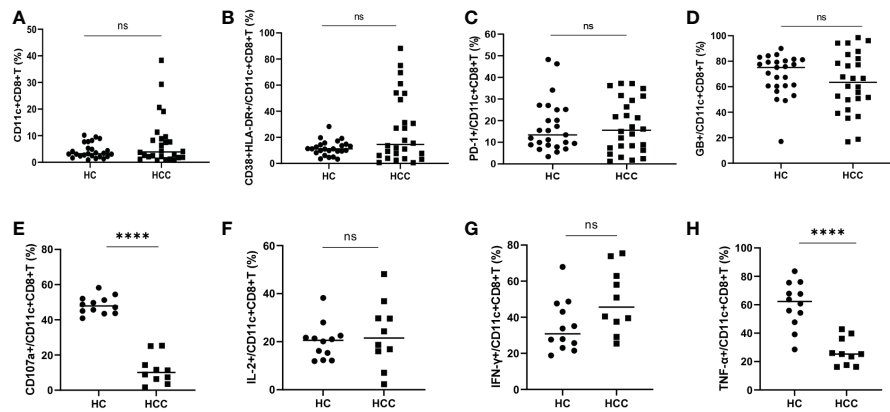 A
ns
CD11c+CD8+T (%)
50
40
30
20
10
0
HC
HCC
B
ns
CD38+HLA-DR+/CD11c+CD8+T (%)
100
80
60
40
20
0
HC
HCC
C
ns
PD-1+/CD11c+CD8+T (%)
60
50
40
30
20
10
0
HC
HCC
D
ns
GB+/CD11c+CD8+T (%)
100
80
60
40
20
0
HC
HCC
E
****
CD107a+/CD11c+CD8+T (%)
80
60
40
20
0
HC
HCC
F
ns
IL-2+/CD11c+CD8+T (%)
60
40
20
0
HC
HCC
G
ns
IFN-γ+/CD11c+CD8+T (%)
80
60
40
20
0
HC
HCC
H
****
TNF-α+/CD11c+CD8+T (%)
100
80
60
40
20
0
HC
HCC